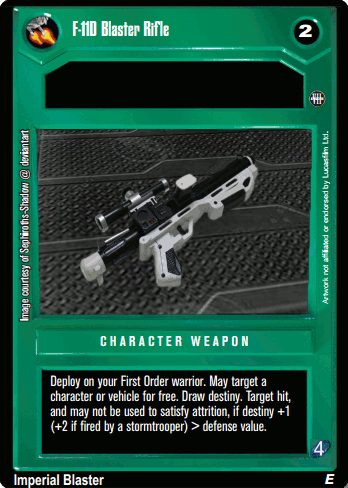 F-11D Blaster Rifle
2
VII
Image courtesy of Sephiroths-Shadow @ deviantart
Artwork not affiliated or endorsed by Lucasfilm Ltd.
CHARACTER WEAPON
Deploy on your First Order warrior. May target a
character or vehicle for free. Draw destiny. Target hit,
and may not be used to satisfy attrition, if destiny +1
(+2 if fired by a stormtrooper) > defense value.
4
Imperial Blaster
E